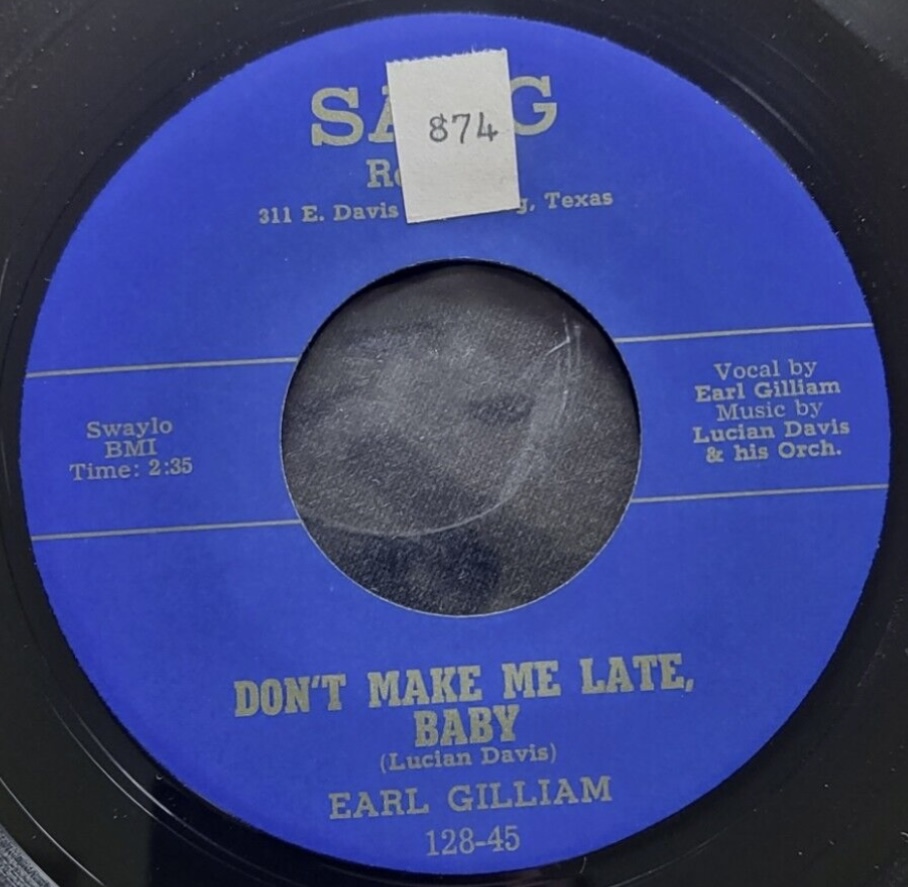 874
311 E. Davis Texas
Swaylo
BMI
Time: 2:35
Vocal by
Earl Gilliam
Music by
Lucian Davis
& his Orch.
DON'T MAKE ME LATE,
BABY
(Lucian Davis)
EARL GILLIAM
128-45